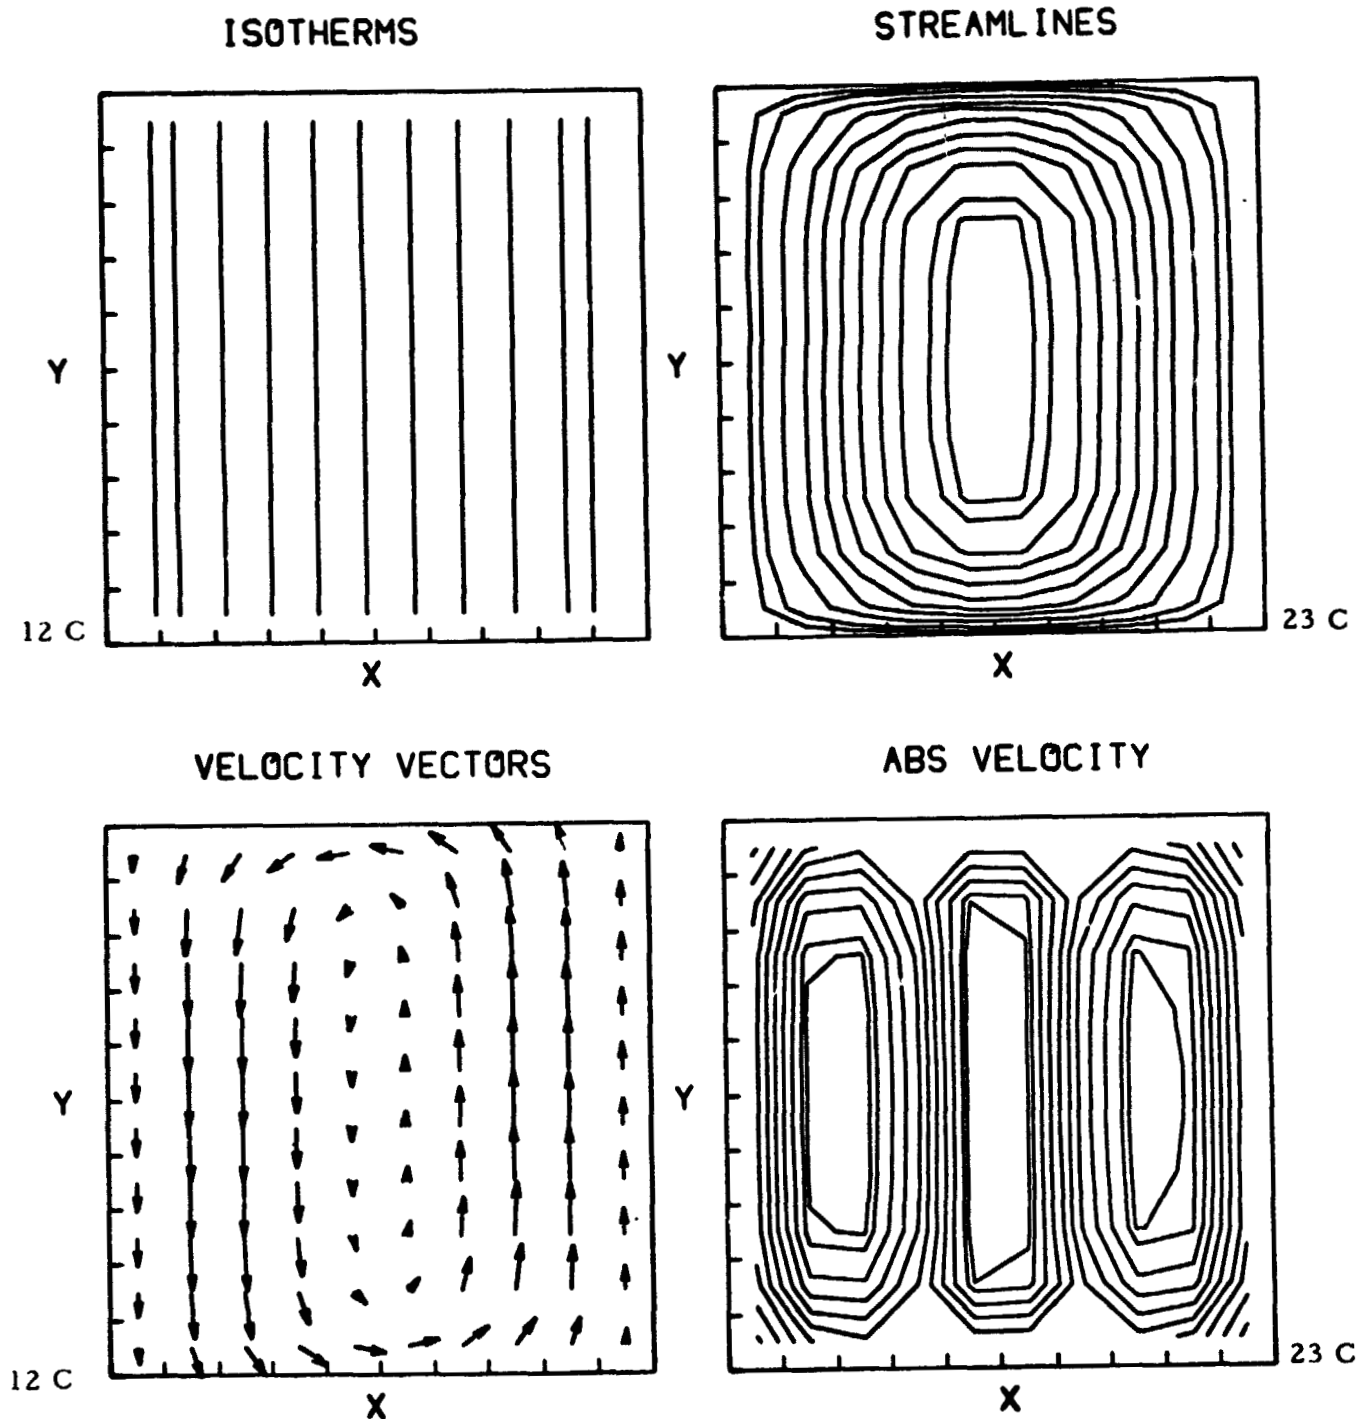 ISOTHERMS
STREAMLINES
Y
Y
12 C
23 C
X
X
VELOCITY VECTORS
ABS VELOCITY
Y
Y
12 C
23 C
X
X